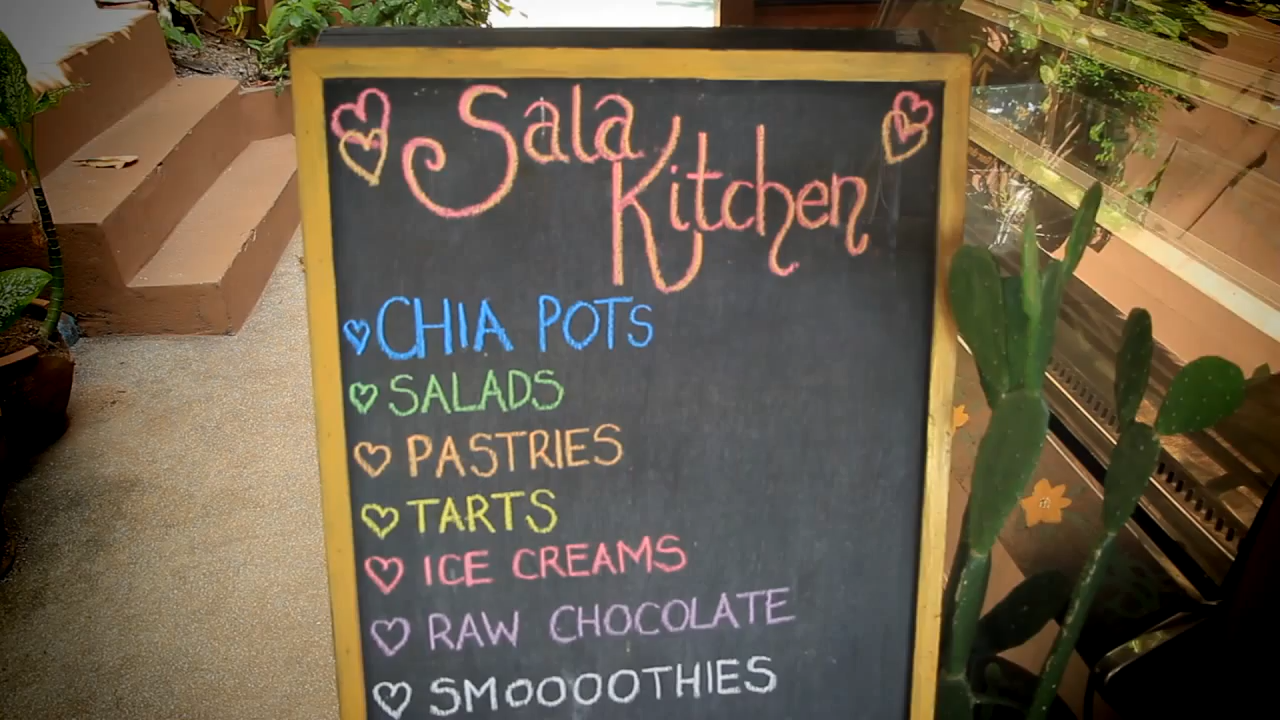 Sala
Kitchen
CHIA POTS
SALADS
PASTRIES
TARTS
ICE CREAMS
RAW CHOCOLATE
SMOOOOTHIES